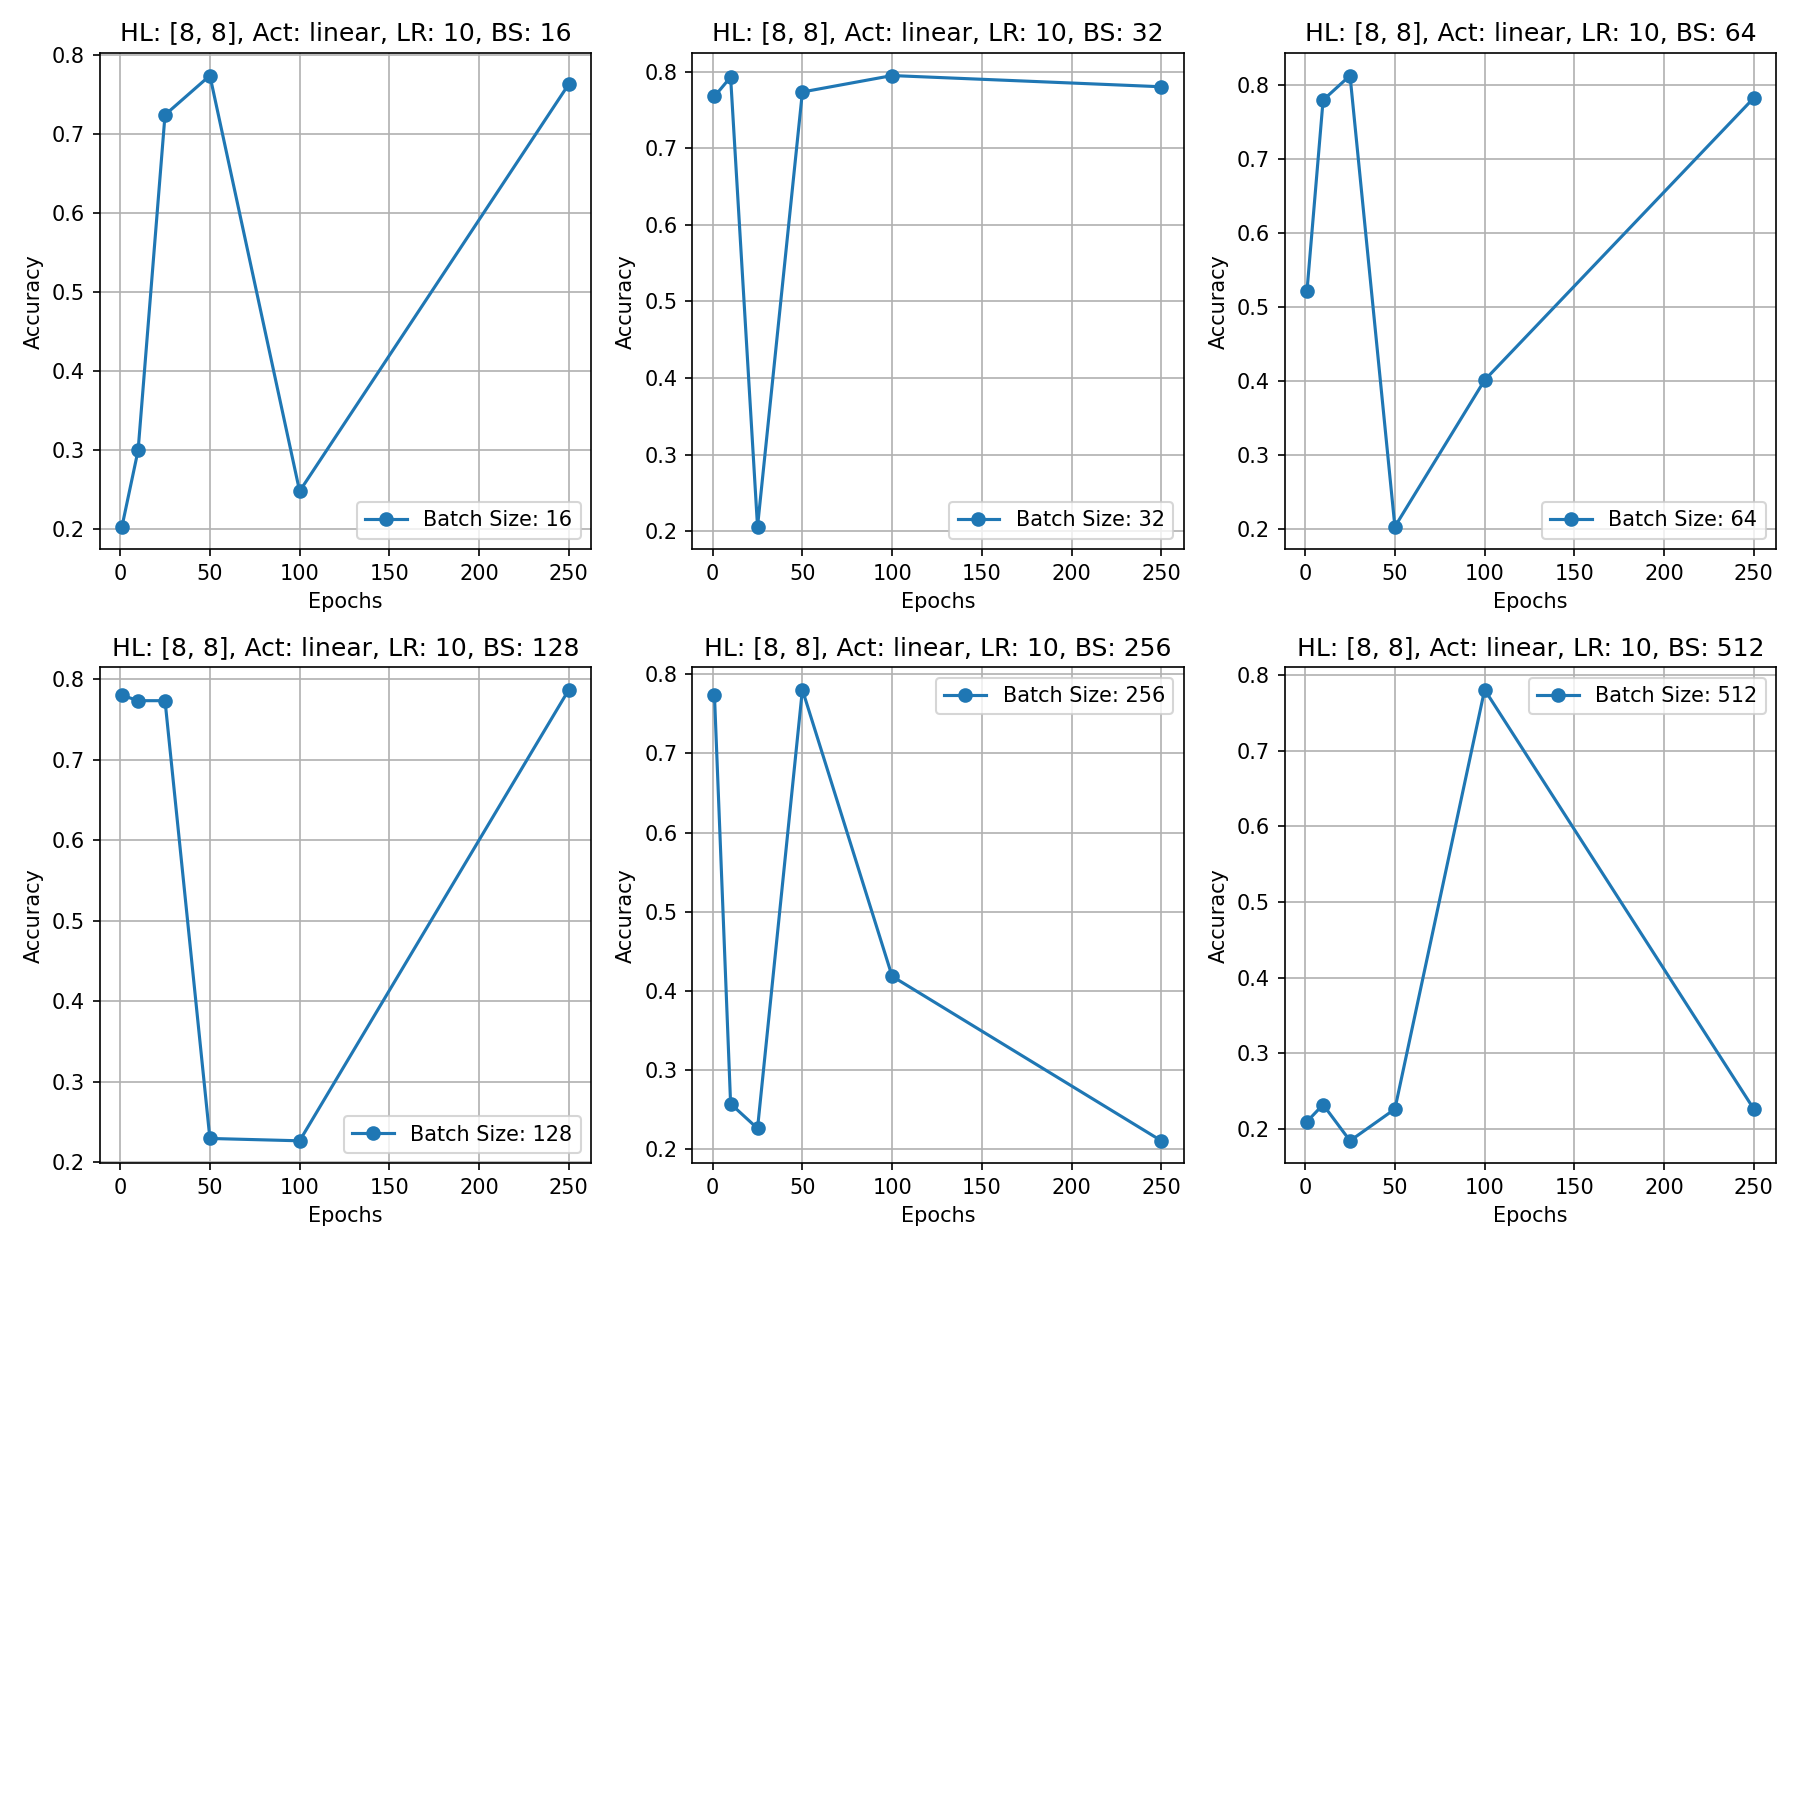 HL: [8, 8], Act: linear, LR: 10, BS: 16
0.8
0.7
0.6
0.5
0.4
0.3
0.2
Accuracy
Batch Size: 16
0 50 100 150 200 250
Epochs
HL: [8, 8], Act: linear, LR: 10, BS: 32
0.8
0.7
0.6
0.5
0.4
0.3
0.2
Accuracy
Batch Size: 32
0 50 100 150 200 250
Epochs
HL: [8, 8], Act: linear, LR: 10, BS: 64
0.8
0.7
0.6
0.5
0.4
0.3
0.2
Accuracy
Batch Size: 64
0 50 100 150 200 250
Epochs
HL: [8, 8], Act: linear, LR: 10, BS: 128
0.8
0.7
0.6
0.5
0.4
0.3
0.2
Accuracy
Batch Size: 128
0 50 100 150 200 250
Epochs
HL: [8, 8], Act: linear, LR: 10, BS: 256
Batch Size: 256
0.8
0.7
0.6
0.5
0.4
0.3
0.2
Accuracy
0 50 100 150 200 250
Epochs
HL: [8, 8], Act: linear, LR: 10, BS: 512
Batch Size: 512
0.8
0.7
0.6
0.5
0.4
0.3
0.2
Accuracy
0 50 100 150 200 250
Epochs